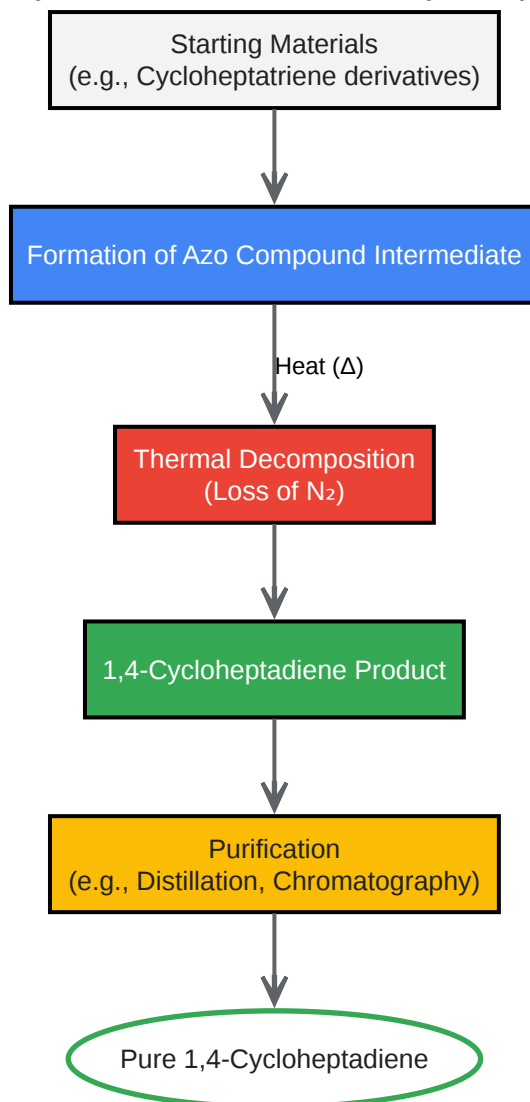 Starting Materials
(e.g., Cycloheptatriene derivatives)
Formation of Azo Compound Intermediate
Heat (Δ)
Thermal Decomposition
(Loss of N₂)
1,4-Cycloheptadiene Product
Purification
(e.g., Distillation, Chromatography)
Pure 1,4-Cycloheptadiene